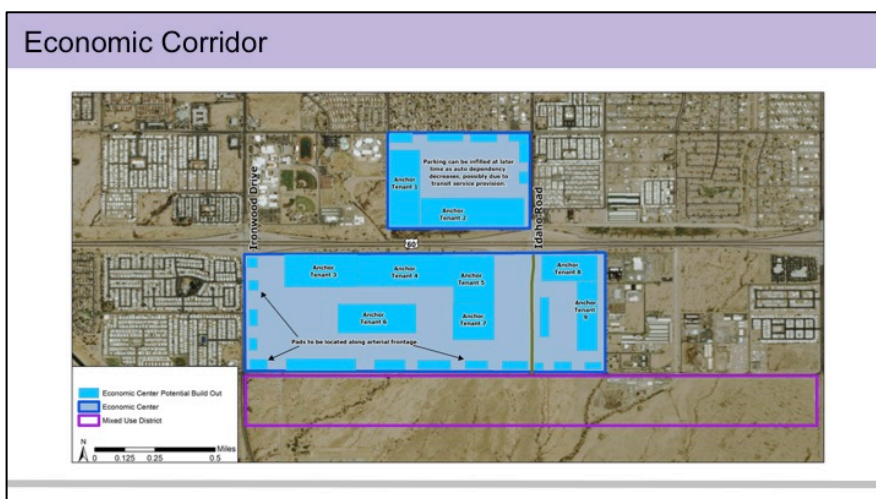 Economic Corridor
Parking can be infilled at later
time as auto dependency
decreases, possibly due to
transit service provision.
Anchor
Tenant 1
Anchor
Tenant 2
Ironwood Drive
Idaho Road
60
Anchor
Tenant 3
Anchor
Tenant 4
Anchor
Tenant 5
Anchor
Tenant 8
Anchor
Tenant 6
Anchor
Tenant 7
Anchor
Tenant
9
Pads to be located along arterial frontage
Economic Center Potential Build Out
Economic Center
Mixed Use District
N
Miles
0 0.125 0.25 0.5